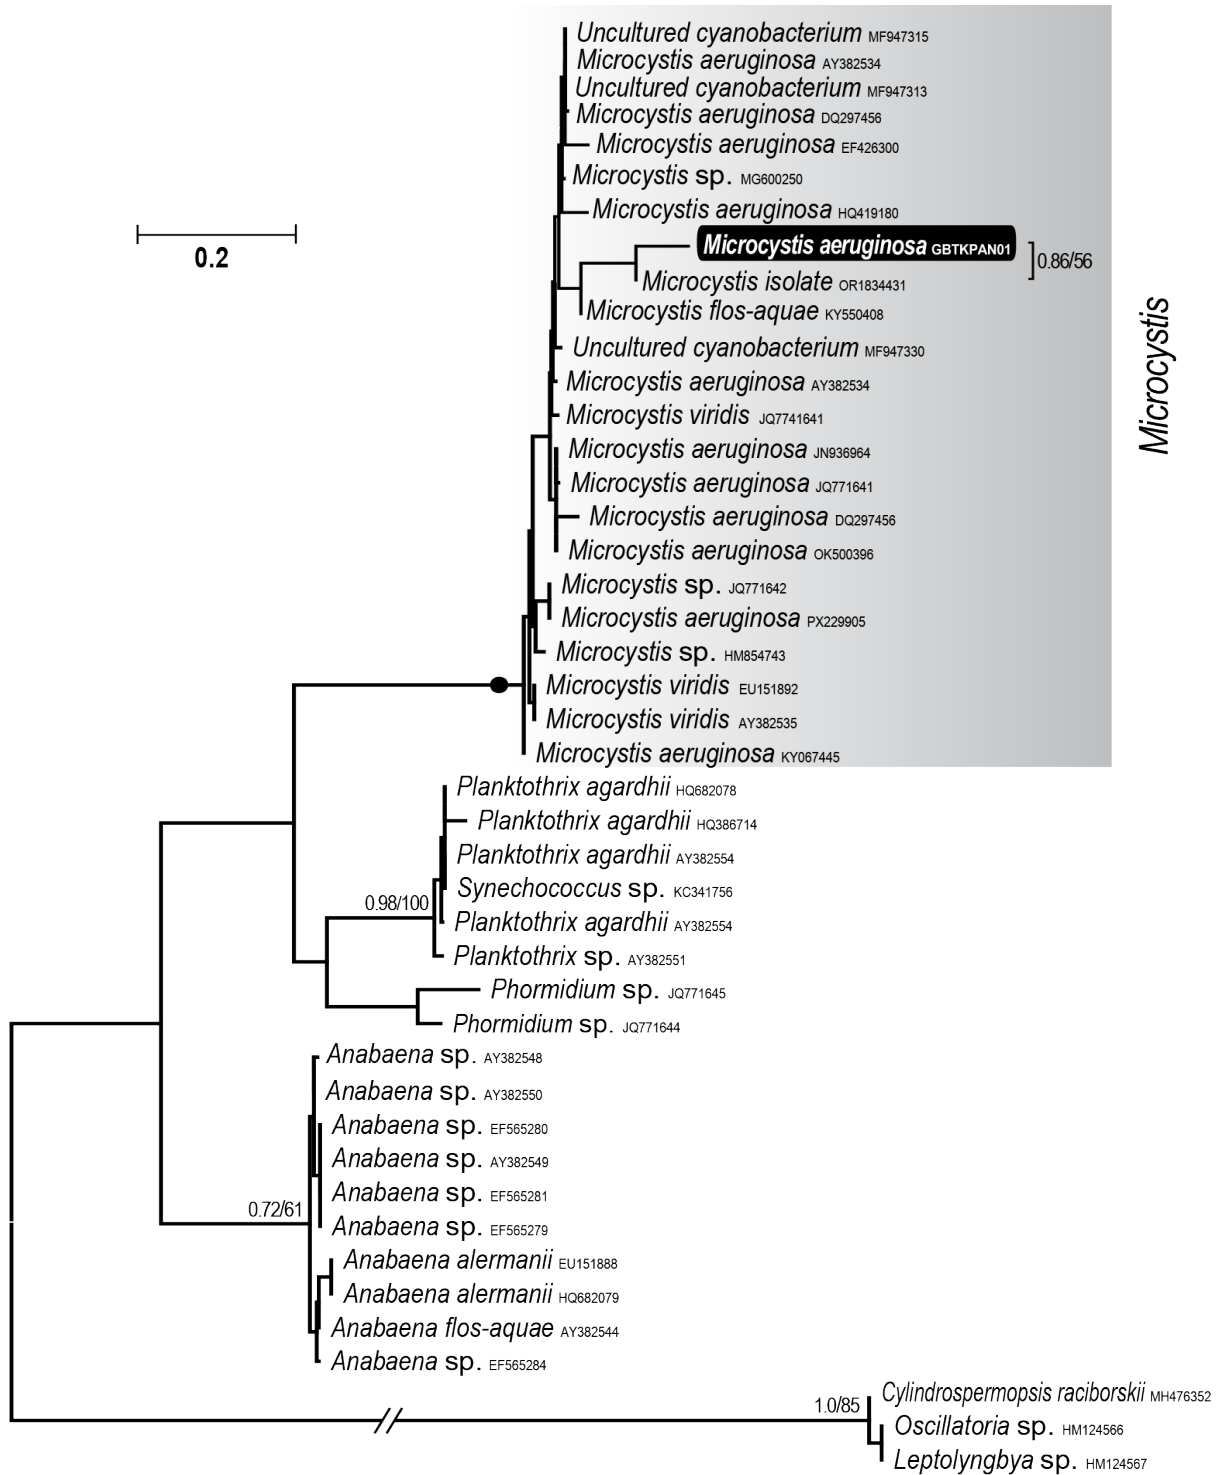 Uncultured cyanobacterium MF947315
Microcystis aeruginosa AY382534
Uncultured cyanobacterium MF947313
Microcystis aeruginosa DQ297456
Microcystis aeruginosa EF426300
Microcystis sp. MG600250
Microcystis aeruginosa HQ419180
0.2
Microcystis aeruginosa GBTKPAN01
0.86/56
Microcystis isolate OR1834431
Microcystis flos-aquae KY550408
Uncultured cyanobacterium MF947330
Microcystis aeruginosa AY382534
Microcystis viridis JQ7741641
Microcystis
Microcystis aeruginosa JN936964
Microcystis aeruginosa JQ771641
Microcystis aeruginosa DQ297456
Microcystis aeruginosa OK500396
Microcystis sp. JQ771642
Microcystis aeruginosa PX229905
Microcystis sp. HM854743
Microcystis viridis EU151892
Microcystis viridis AY382535
Microcystis aeruginosa KY067445
Planktothrix agardhii HQ682078
Planktothrix agardhii HQ386714
Planktothrix agardhii AY382554
Synechococcus sp. KC341756
0.98/100
Planktothrix agardhii AY382554
Planktothrix sp. AY382551
Phormidium sp. JQ771645
Phormidium sp. JQ771644
Anabaena sp. AY382548
Anabaena sp. AY382550
Anabaena sp. EF565280
Anabaena sp. AY382549
Anabaena sp. EF565281
0.72/61
Anabaena sp. EF565279
Anabaena alermanii EU151888
Anabaena alermanii HQ682079
Anabaena flos-aquae AY382544
Anabaena sp. EF565284
Cylindrospermopsis raciborskii MH476352
1.0/85
Oscillatoria sp. HM124566
Leptolyngbya sp. HM124567